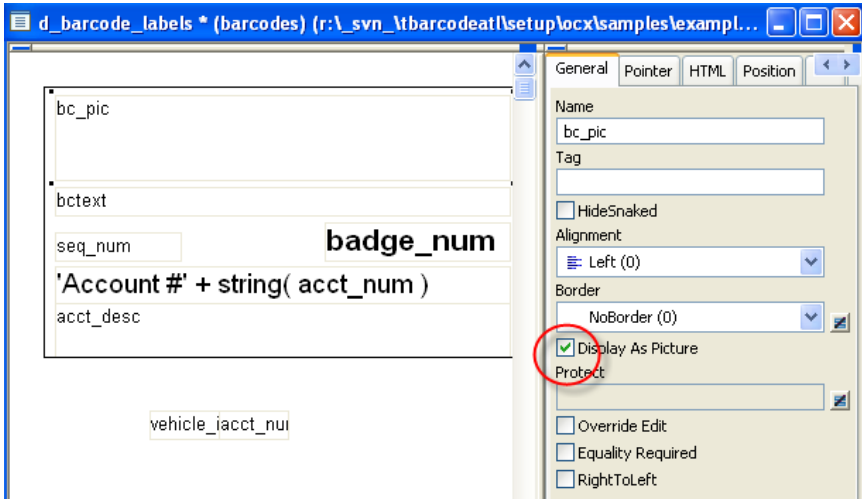 d_barcode_labels * (barcodes) (r:\_svn_\tbarcodeatl\setup\ocx\samples\exampl...
bc_pic
bctext
seq_num
badge_num
'Account #' + string( acct_num )
acct_desc
vehicle_iacct_nu
General Pointer HTML Position
Name
bc_pic
Tag
HideSnaked
Alignment
Left (0)
Border
NoBorder (0)
Display As Picture
Protect
Override Edit
Equality Required
RightToLeft